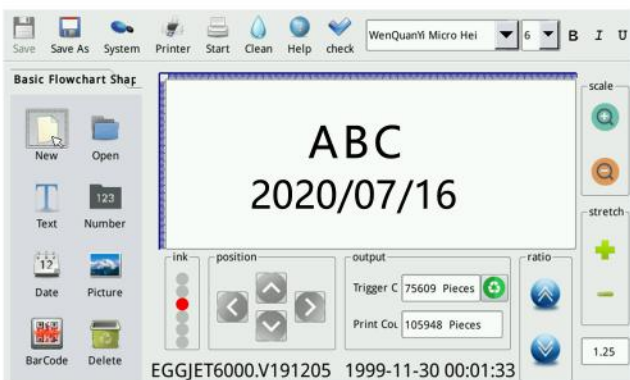 Save Save As System Printer Start Clean Help check WenQuanYi Micro Hei 6 B I U
Basic Flowchart Shap
New Open
Text 123 Number
12 Date Picture
BarCode Delete
ABC
2020/07/16
scale
stretch
1.25
ink position output ratio
Trigger C 75609 Pieces
Print Cou 105948 Pieces
EGGJET6000.V191205 1999-11-30 00:01:33